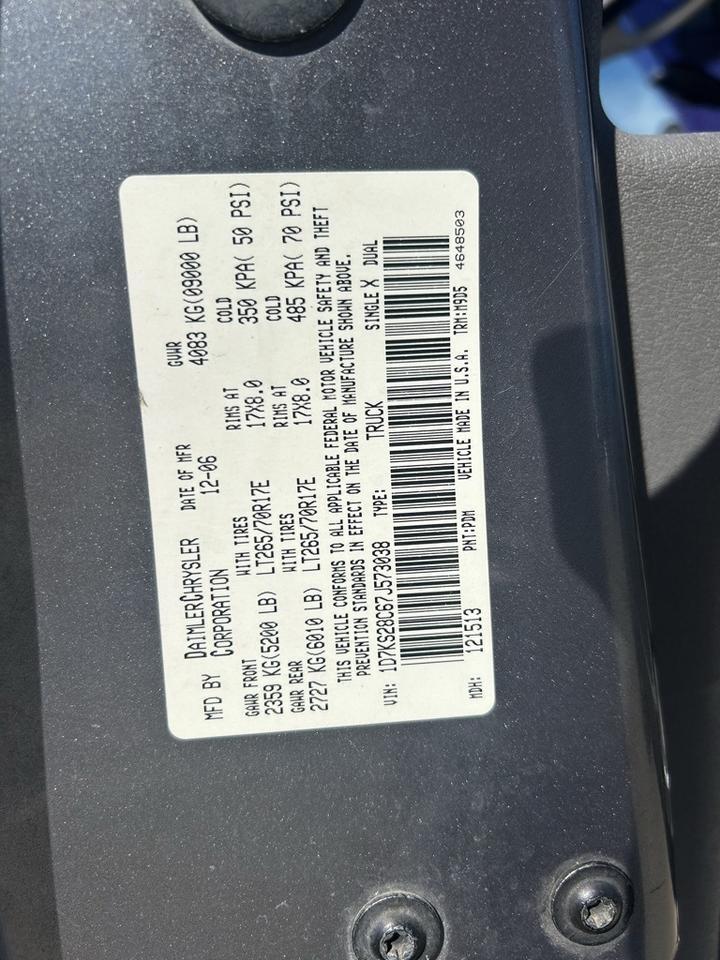 MFD BY DAIMLERCHRYSLER CORPORATION DATE OF MFR 12-06 GVWR 4083 KG(09000 LB)
GAWR FRONT WITH TIRES RIMS AT COLD
2359 KG(5200 LB) LT265/70R17E 17X8.0 350 KPA( 50 PSI)
GAWR REAR WITH TIRES RIMS AT COLD
2727 KG(6010 LB) LT265/70R17E 17X8.0 485 KPA( 70 PSI)
THIS VEHICLE CONFORMS TO ALL APPLICABLE FEDERAL MOTOR VEHICLE SAFETY AND THEFT
PREVENTION STANDARDS IN EFFECT ON THE DATE OF MANUFACTURE SHOWN ABOVE.
VIN: 1D7KS28C67J573038 TYPE: TRUCK SINGLE X DUAL
MDH: 121513 PNT:PDM VEHICLE MADE IN U.S.A. TRM:M9D5 4648503